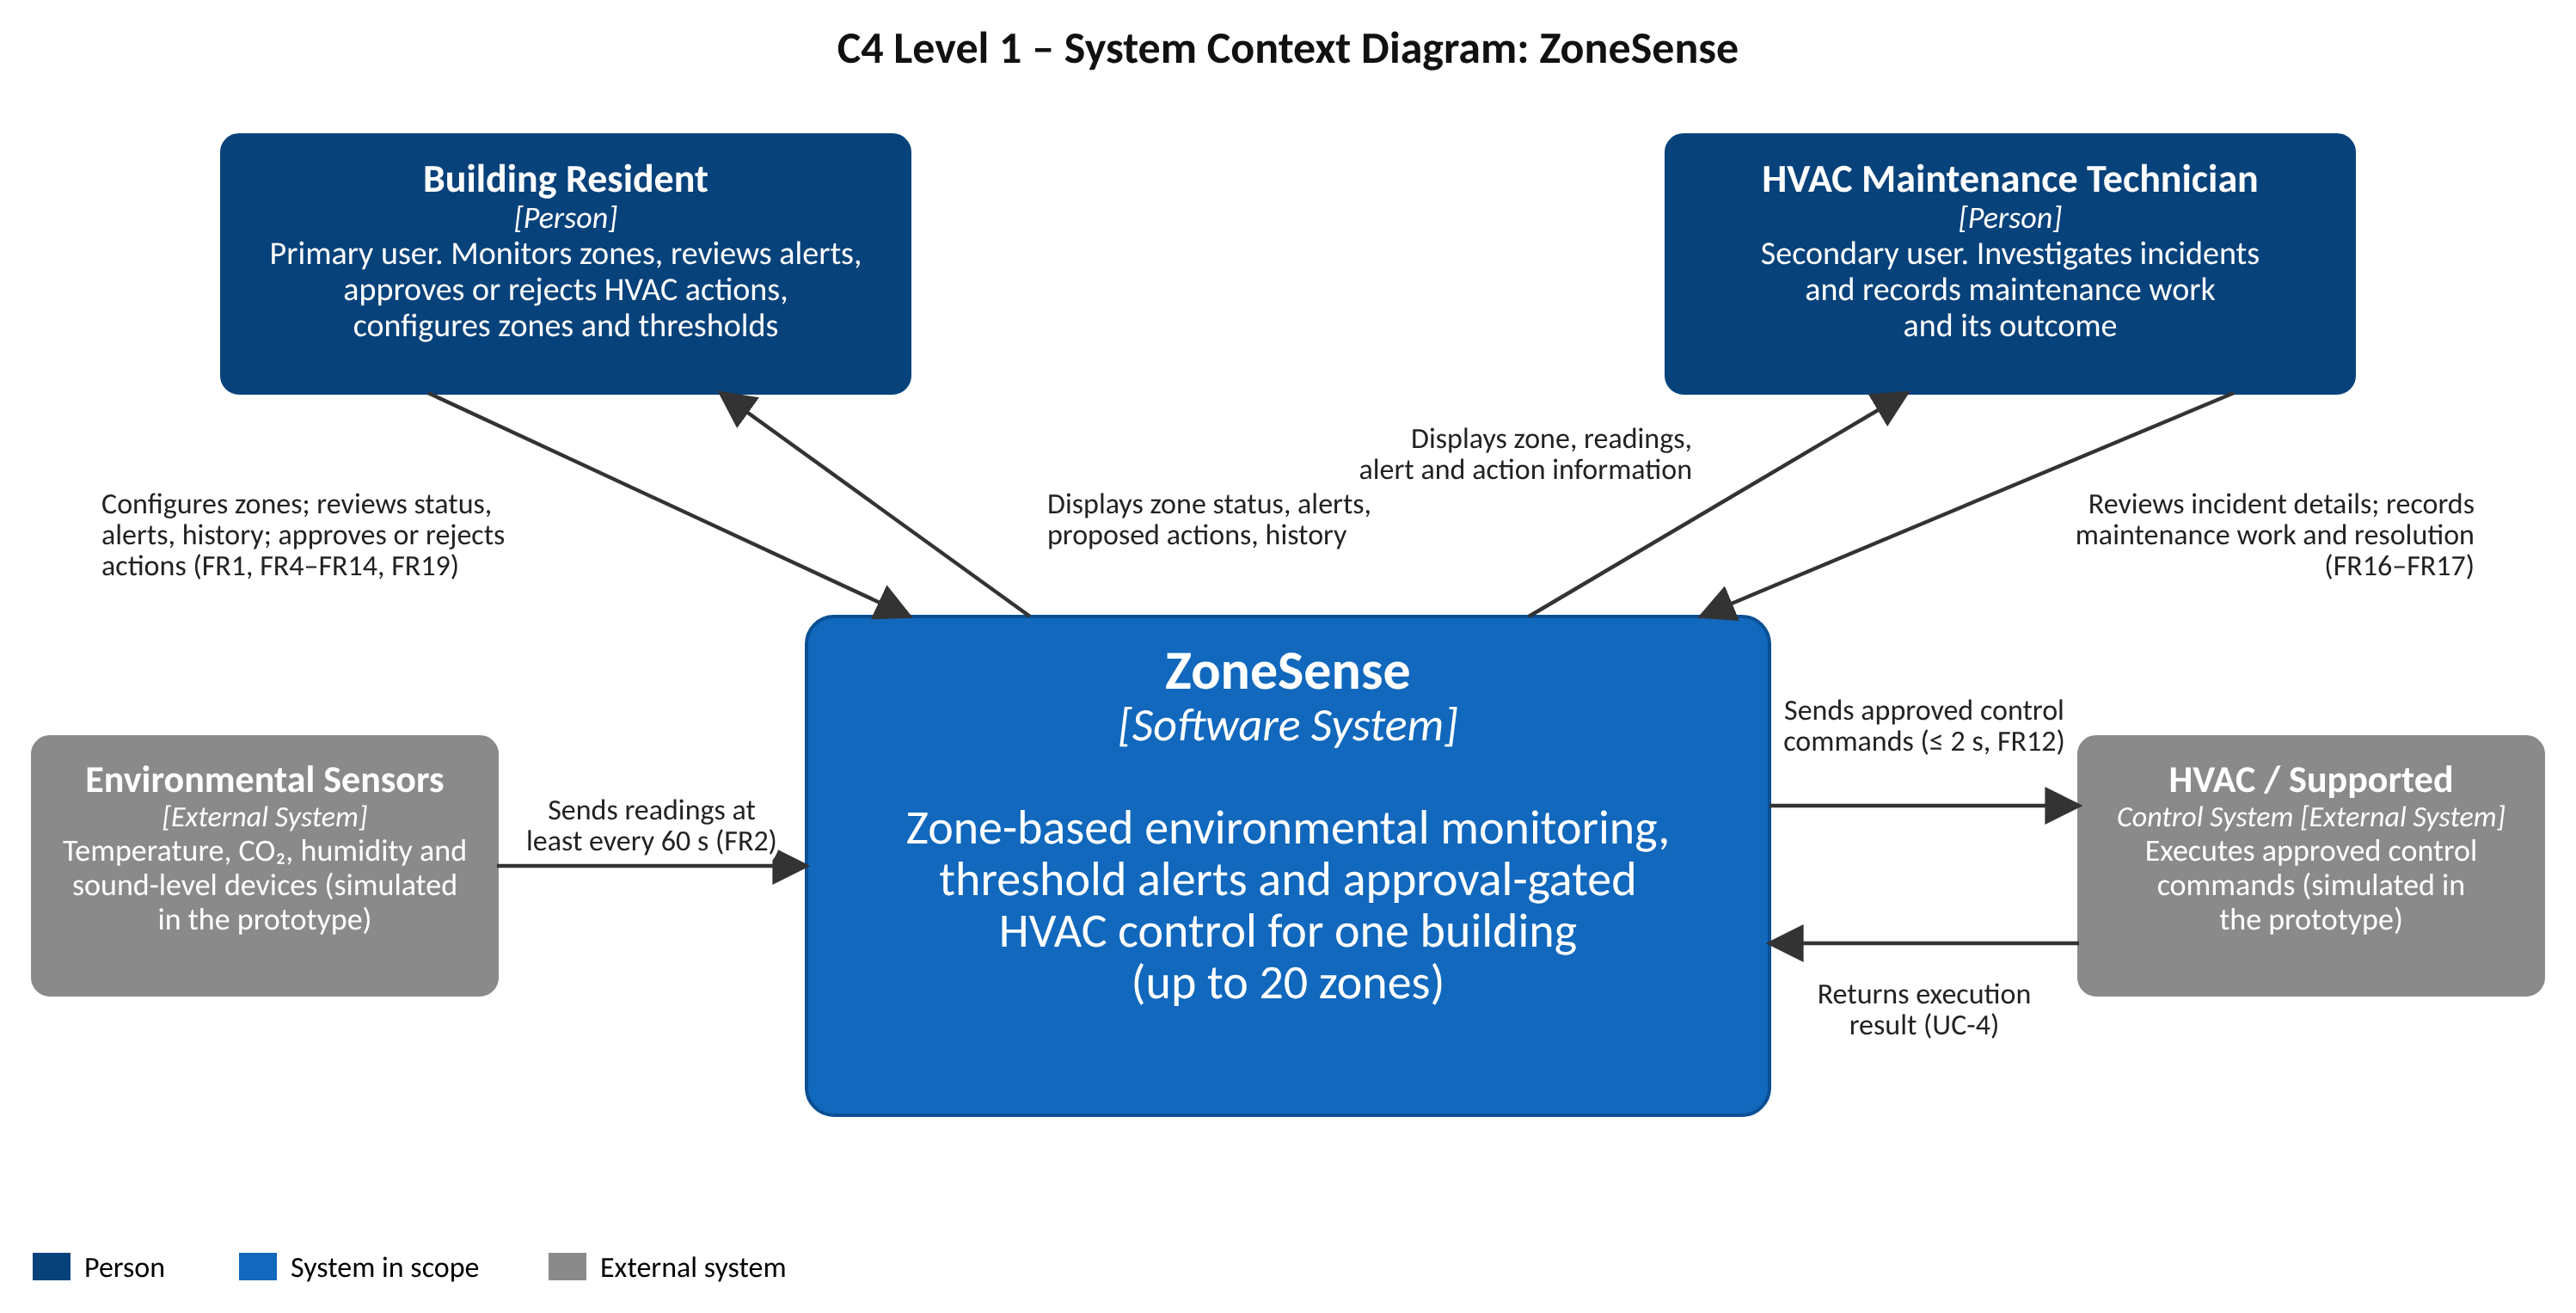 C4 Level 1 – System Context Diagram: ZoneSense
Building Resident
[Person]
Primary user. Monitors zones, reviews alerts,
approves or rejects HVAC actions,
configures zones and thresholds
HVAC Maintenance Technician
[Person]
Secondary user. Investigates incidents
and records maintenance work
and its outcome
Configures zones; reviews status,
alerts, history; approves or rejects
actions (FR1, FR4–FR14, FR19)
Displays zone status, alerts,
proposed actions, history
Displays zone, readings,
alert and action information
Reviews incident details; records
maintenance work and resolution
(FR16–FR17)
Environmental Sensors
[External System]
Temperature, CO₂, humidity and
sound-level devices (simulated
in the prototype)
Sends readings at
least every 60 s (FR2)
ZoneSense
[Software System]
Zone-based environmental monitoring,
threshold alerts and approval-gated
HVAC control for one building
(up to 20 zones)
Sends approved control
commands (≤ 2 s, FR12)
Returns execution
result (UC-4)
HVAC / Supported
Control System [External System]
Executes approved control
commands (simulated in
the prototype)
Person
System in scope
External system